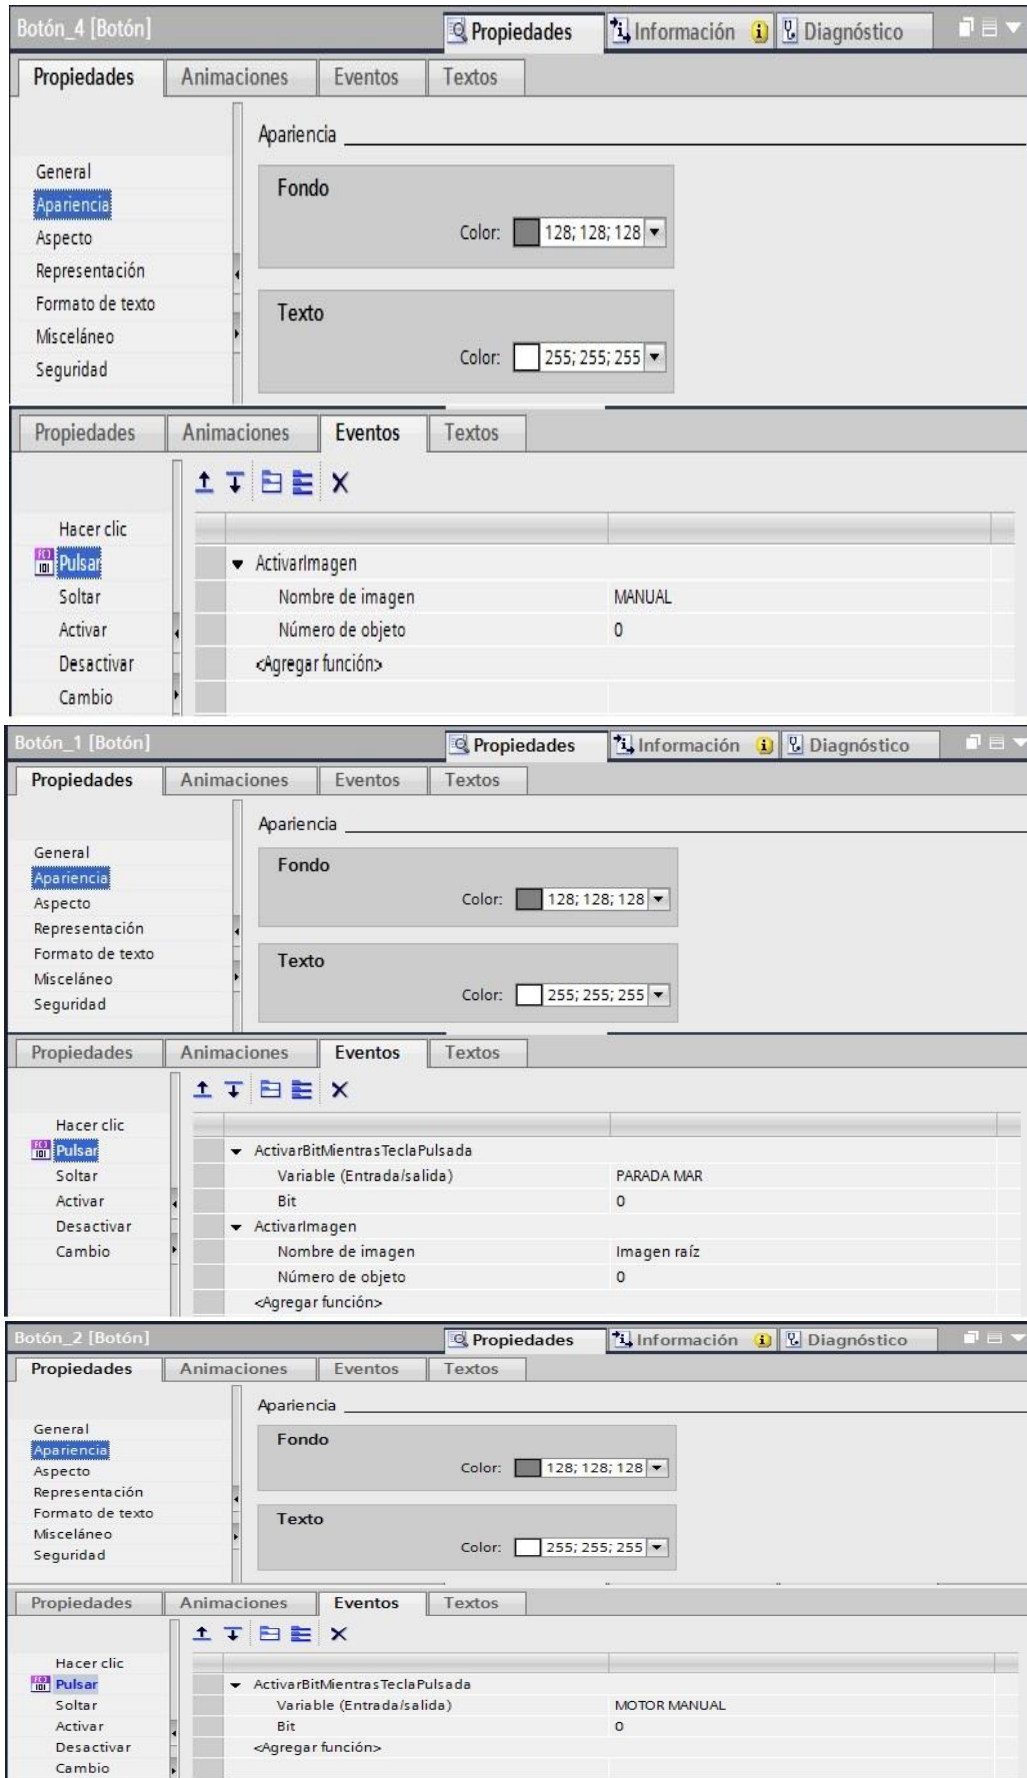 Botón_4 [Botón] Propiedades Información Diagnóstico
Propiedades Animaciones Eventos Textos
Apariencia
General
Apariencia
Aspecto
Representación
Formato de texto
Misceláneo
Seguridad
Fondo
Color: 128; 128; 128
Texto
Color: 255; 255; 255
Propiedades Animaciones Eventos Textos
Hacer clic
Pulsar
Soltar
Activar
Desactivar
Cambio
ActivarImagen
Nombre de imagen MANUAL
Número de objeto 0
<Agregar función>
Botón_1 [Botón] Propiedades Información Diagnóstico
Propiedades Animaciones Eventos Textos
Apariencia
General
Apariencia
Aspecto
Representación
Formato de texto
Misceláneo
Seguridad
Fondo
Color: 128; 128; 128
Texto
Color: 255; 255; 255
Propiedades Animaciones Eventos Textos
Hacer clic
Pulsar
Soltar
Activar
Desactivar
Cambio
ActivarBitMientrasTeclaPulsada
Variable (Entrada/salida) PARADA MAR
Bit 0
ActivarImagen
Nombre de imagen Imagen raíz
Número de objeto 0
<Agregar función>
Botón_2 [Botón] Propiedades Información Diagnóstico
Propiedades Animaciones Eventos Textos
Apariencia
General
Apariencia
Aspecto
Representación
Formato de texto
Misceláneo
Seguridad
Fondo
Color: 128; 128; 128
Texto
Color: 255; 255; 255
Propiedades Animaciones Eventos Textos
Hacer clic
Pulsar
Soltar
Activar
Desactivar
Cambio
ActivarBitMientrasTeclaPulsada
Variable (Entrada/salida) MOTOR MANUAL
Bit 0
<Agregar función>